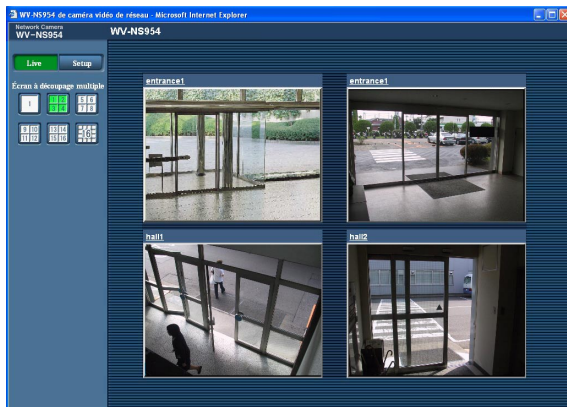 WV-NS954 de caméra vidéo de réseau - Microsoft Internet Explorer
Network Camera
WV-NS954
WV-NS954
Live Setup
Écran à découpage multiple
1
1 2
3 4
5 6
7 8
9 10
11 12
13 14
15 16
16
entrance1
entrance1
hall1
hall2